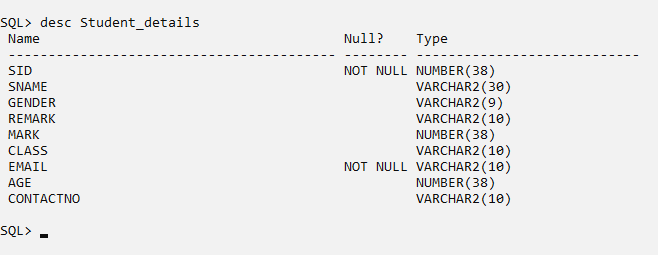 SQL> desc Student_details
Name Null? Type
----------------------------------------- -------- ----------------------------
SID NOT NULL NUMBER(38)
SNAME VARCHAR2(30)
GENDER VARCHAR2(9)
REMARK VARCHAR2(10)
MARK NUMBER(38)
CLASS VARCHAR2(10)
EMAIL NOT NULL VARCHAR2(10)
AGE NUMBER(38)
CONTACTNO VARCHAR2(10)
SQL>